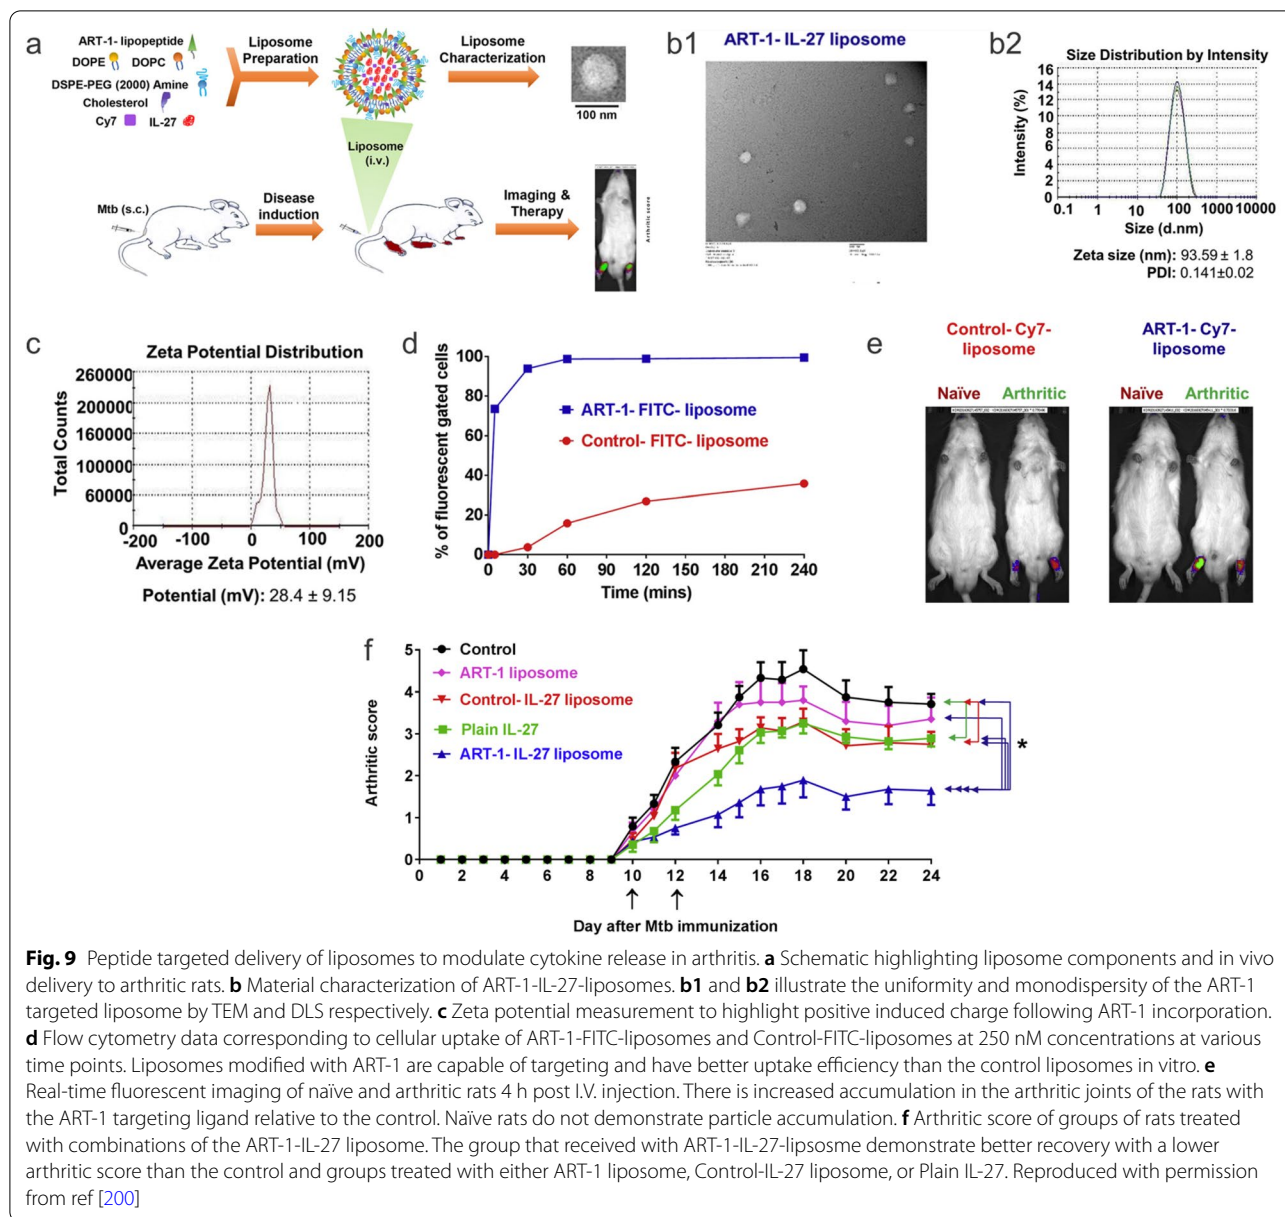 a
ART-1- lipopeptide
DOPE DOPC
DSPE-PEG (2000) Amine
Cholesterol
Cy7 IL-27
Liposome
Preparation
Liposome
Characterization
100 nm
Liposome
(i.v.)
Mtb (s.c.)
Disease
induction
Imaging &
Therapy
Arthritic score
b1
ART-1- IL-27 liposome
b2
Size Distribution by Intensity
Intensity (%)
16
14
12
10
8
6
4
2
0
0.1 1 10 100 1000 10000
Size (d.nm)
Zeta size (nm): 93.59 ± 1.8
PDI: 0.141±0.02
c
Zeta Potential Distribution
Total Counts
260000
200000
160000
100000
60000
0
-200 -100 0 100 200
Average Zeta Potential (mV)
Potential (mV): 28.4 ± 9.15
d
% of fluorescent gated cells
100
80
60
40
20
0
ART-1- FITC- liposome
Control- FITC- liposome
0 30 60 90 120 150 180 210 240
Time (mins)
e
Control- Cy7-
liposome
Naïve Arthritic
ART-1- Cy7-
liposome
Naïve Arthritic
f
Arthritic score
5
4
3
2
1
0
Control
ART-1 liposome
Control- IL-27 liposome
Plain IL-27
ART-1- IL-27 liposome
*
0 2 4 6 8 10 12 14 16 18 20 22 24
Day after Mtb immunization
Fig. 9 Peptide targeted delivery of liposomes to modulate cytokine release in arthritis. a Schematic highlighting liposome components and in vivo
delivery to arthritic rats. b Material characterization of ART-1-IL-27-liposomes. b1 and b2 illustrate the uniformity and monodispersity of the ART-1
targeted liposome by TEM and DLS respectively. c Zeta potential measurement to highlight positive induced charge following ART-1 incorporation.
d Flow cytometry data corresponding to cellular uptake of ART-1-FITC-liposomes and Control-FITC-liposomes at 250 nM concentrations at various
time points. Liposomes modified with ART-1 are capable of targeting and have better uptake efficiency than the control liposomes in vitro. e
Real-time fluorescent imaging of naïve and arthritic rats 4 h post I.V. injection. There is increased accumulation in the arthritic joints of the rats with
the ART-1 targeting ligand relative to the control. Naïve rats do not demonstrate particle accumulation. f Arthritic score of groups of rats treated
with combinations of the ART-1-IL-27 liposome. The group that received with ART-1-IL-27-lipsosme demonstrate better recovery with a lower
arthritic score than the control and groups treated with either ART-1 liposome, Control-IL-27 liposome, or Plain IL-27. Reproduced with permission
from ref [200]